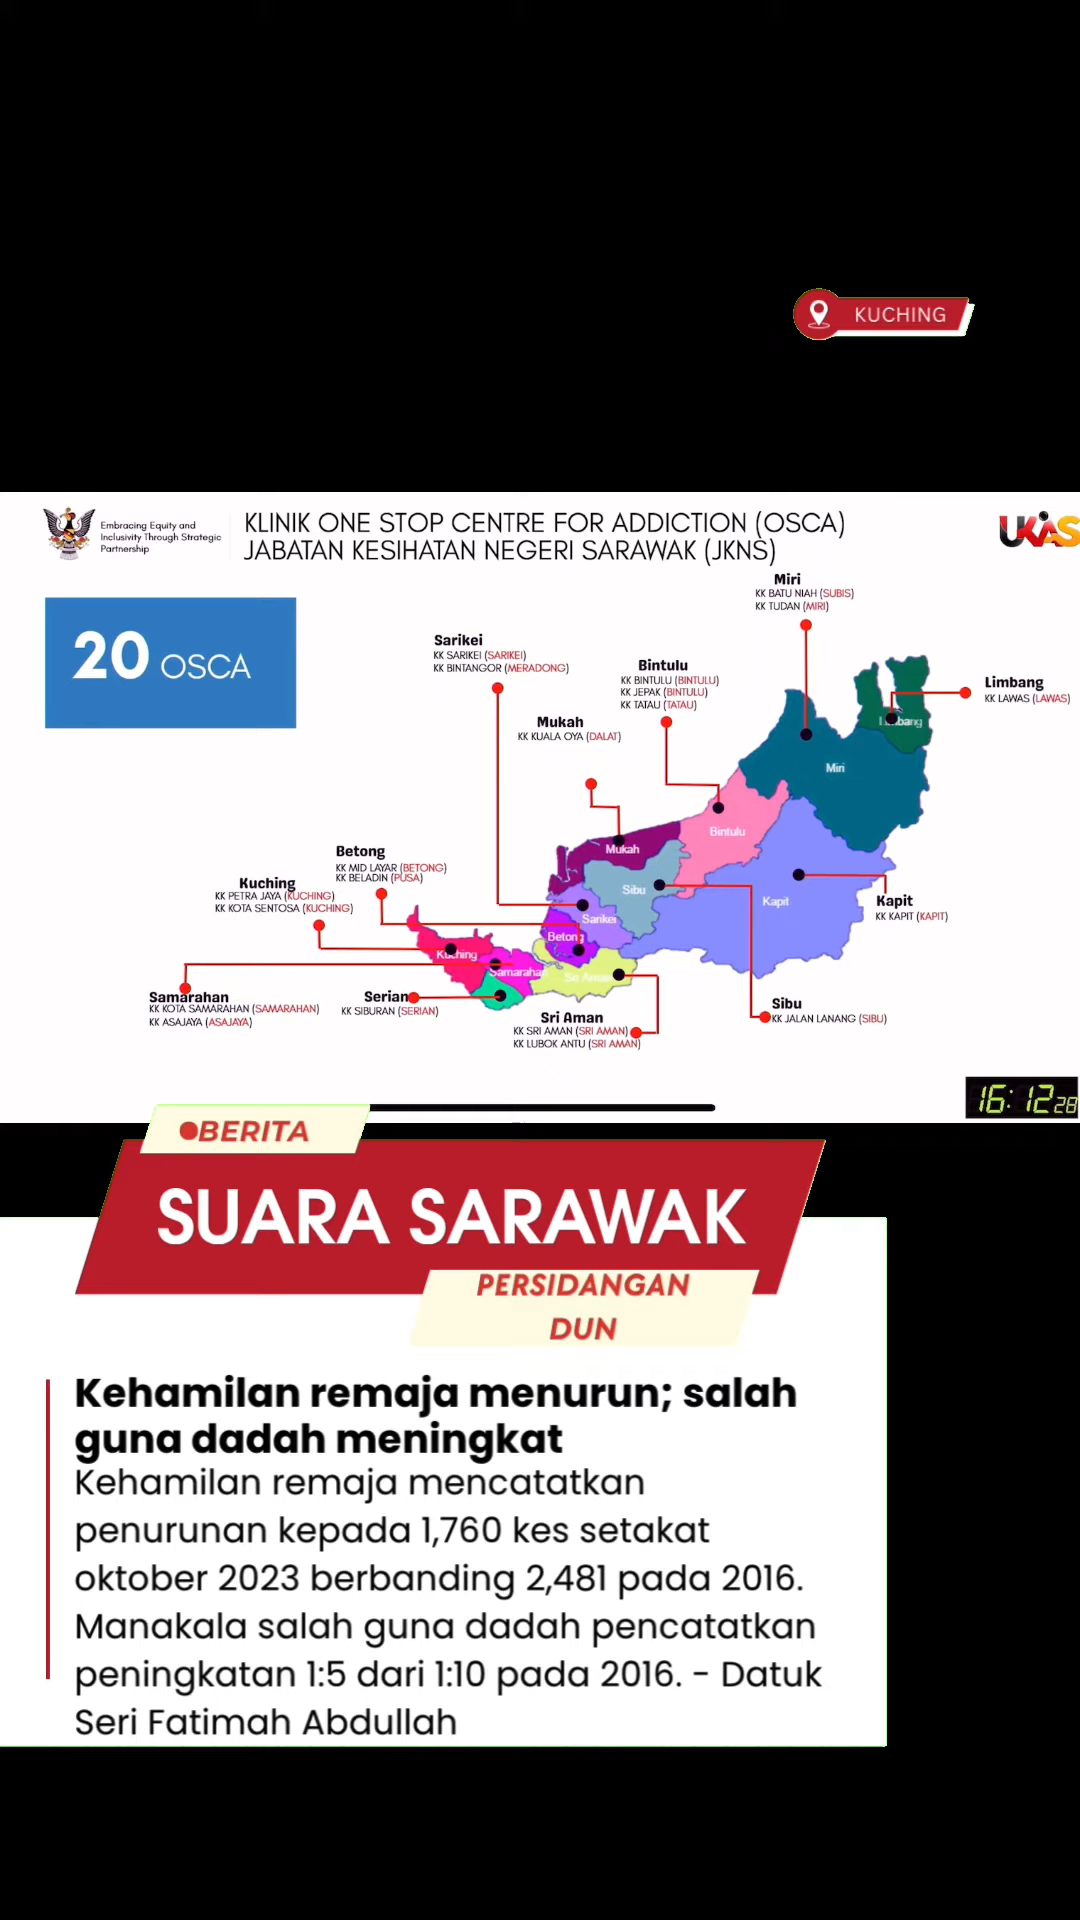 KUCHING
Embracing Equity and
Inclusivity Through Strategic
Partnership
KLINIK ONE STOP CENTRE FOR ADDICTION (OSCA)
JABATAN KESIHATAN NEGERI SARAWAK (JKNS)
UKAS
20 OSCA
Miri
KK BATU NIAH (SUBIS)
KK TUDAN (MIRI)
Sarikei
KK SARIKEI (SARIKEI)
KK BINTANGOR (MERADONG)
Bintulu
KK BINTULU (BINTULU)
KK JEPAK (BINTULU)
KK TATAU (TATAU)
Limbang
KK LAWAS (LAWAS)
Mukah
KK KUALA OYA (DALAT)
Miri
Bintulu
Mukah
Sibu
Kapit
Sarikei
Betong
Kuching
Samarahan
Sri Aman
Betong
KK MID LAYAR (BETONG)
KK BELADIN (PUSA)
Kuching
KK PETRA JAYA (KUCHING)
KK KOTA SENTOSA (KUCHING)
Kapit
KK KAPIT (KAPIT)
Samarahan
KK KOTA SAMARAHAN (SAMARAHAN)
KK ASAJAYA (ASAJAYA)
Serian
KK SIBURAN (SERIAN)
Sri Aman
KK SRI AMAN (SRI AMAN)
KK LUBOK ANTU (SRI AMAN)
Sibu
KK JALAN LANANG (SIBU)
16:12 28
BERITA
SUARA SARAWAK
PERSIDANGAN
DUN
Kehamilan remaja menurun; salah
guna dadah meningkat
Kehamilan remaja mencatatkan
penurunan kepada 1,760 kes setakat
oktober 2023 berbanding 2,481 pada 2016.
Manakala salah guna dadah pencatatkan
peningkatan 1:5 dari 1:10 pada 2016. - Datuk
Seri Fatimah Abdullah